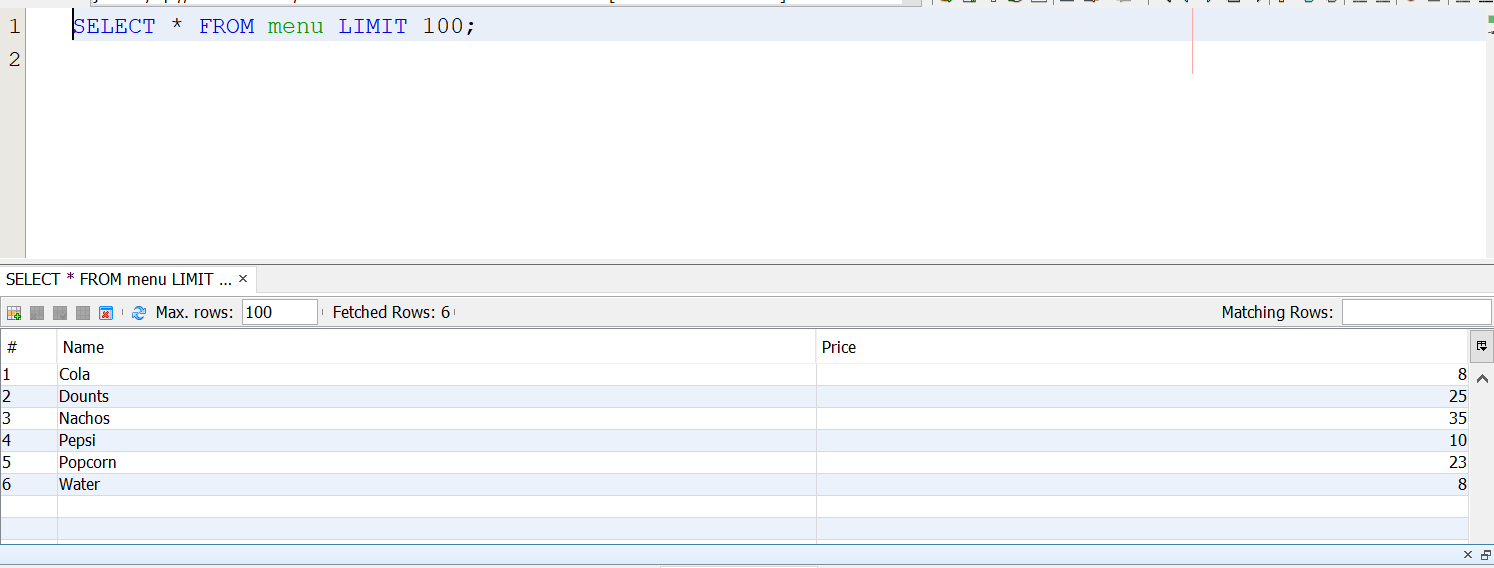 1 SELECT * FROM menu LIMIT 100;
2
SELECT * FROM menu LIMIT ... ×
Max. rows: 100 Fetched Rows: 6 Matching Rows:
# Name Price
1 Cola 8
2 Dounts 25
3 Nachos 35
4 Pepsi 10
5 Popcorn 23
6 Water 8